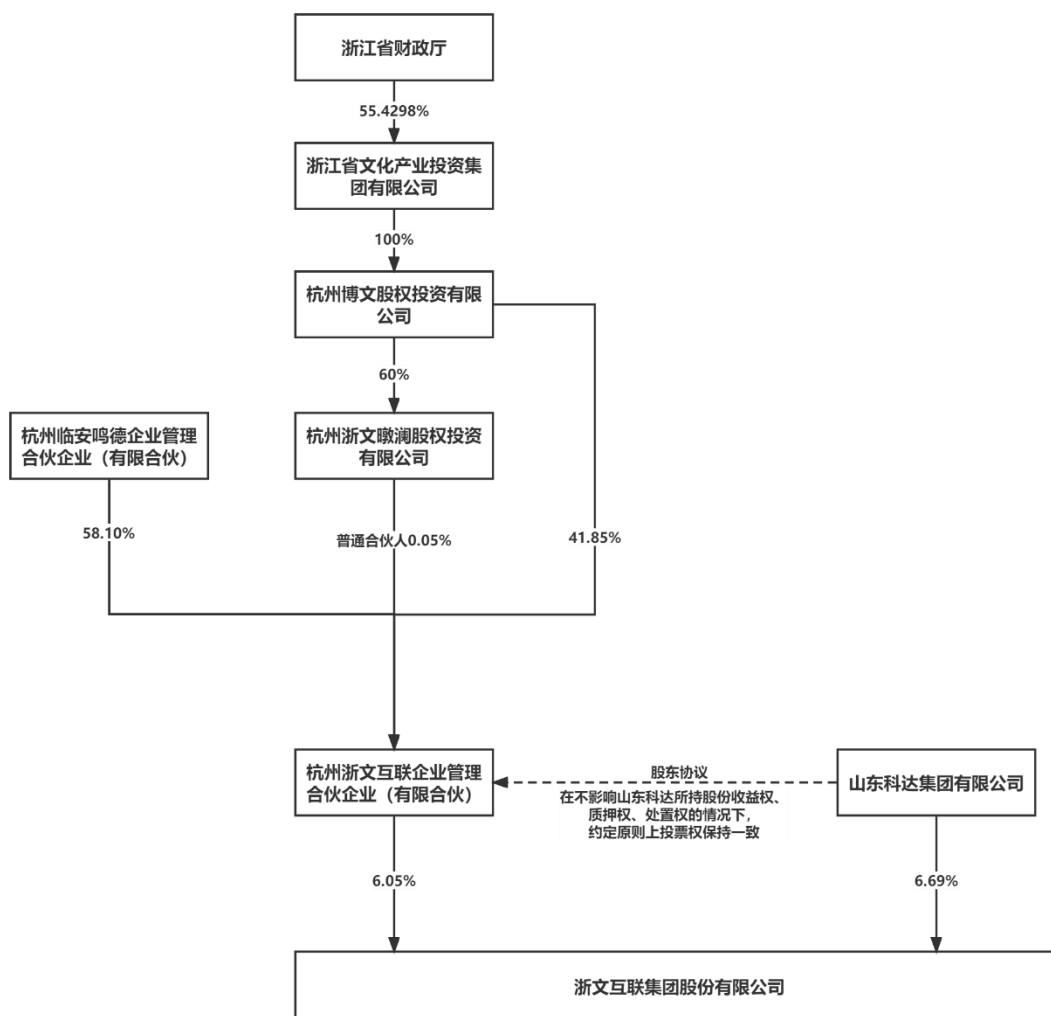 浙江省财政厅
55.4298%
浙江省文化产业投资集
团有限公司
100%
杭州博文股权投资有限
公司
60%
杭州临安鸣德企业管理
合伙企业（有限合伙）
杭州浙文暾澜股权投资
有限公司
58.10%
普通合伙人0.05%
41.85%
杭州浙文互联企业管理
合伙企业（有限合伙）
股东协议
在不影响山东科达所持股份收益权、
质押权、处置权的情况下，
约定原则上投票权保持一致
山东科达集团有限公司
6.05%
6.69%
浙文互联集团股份有限公司